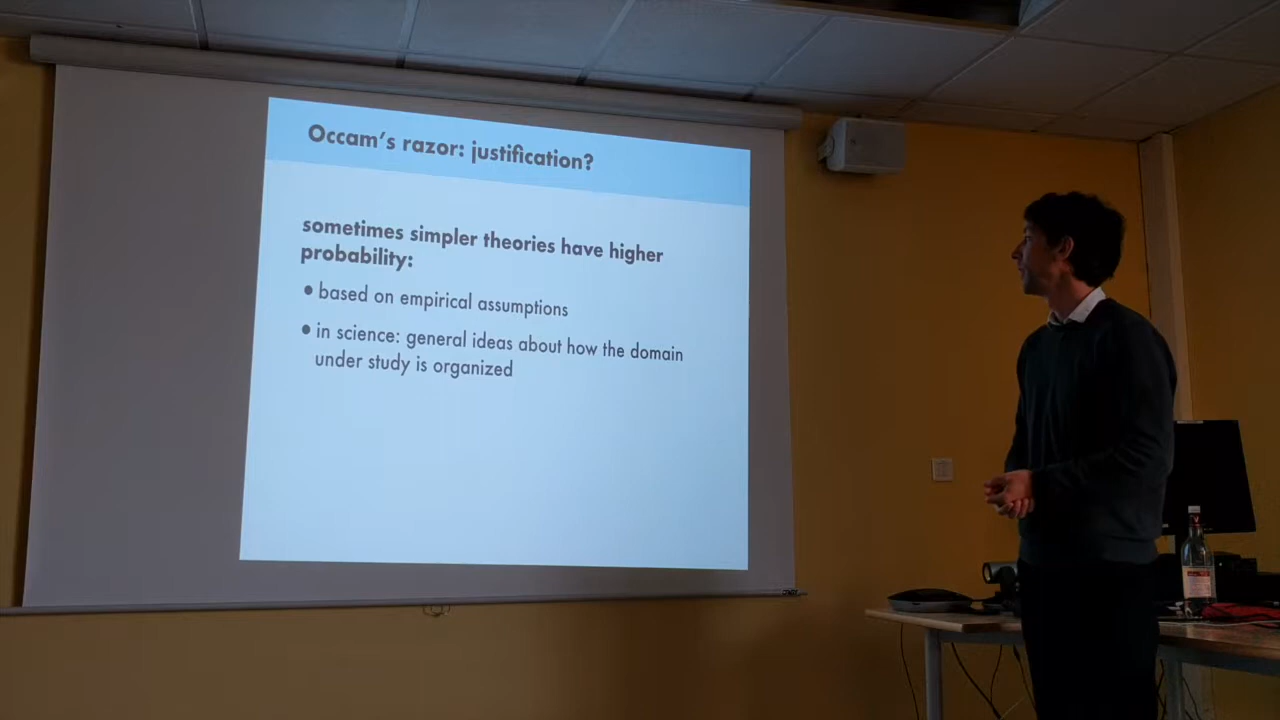 Occam's razor: justification?
sometimes simpler theories have higher
probability:
• based on empirical assumptions
• in science: general ideas about how the domain
under study is organized